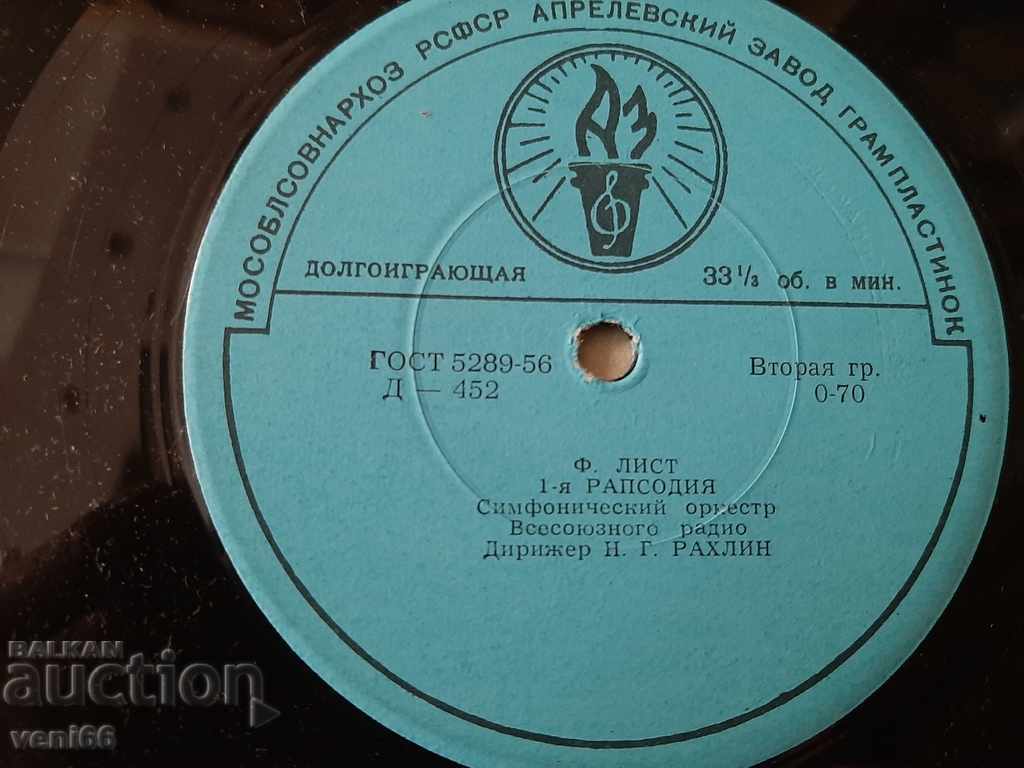 МОСОБЛСОВНАРХОЗ РСФСР АПРЕЛЕВСКИЙ ЗАВОД ГРАМПЛАСТИНОК
АЗ
ДОЛГОИГРАЮЩАЯ 33 1/3 об. в мин.
ГОСТ 5289-56 Вторая гр.
Д — 452 0-70
Ф. ЛИСТ
1-я РАПСОДИЯ
Симфонический оркестр
Всесоюзного радио
Дирижер Н. Г. РАХЛИН
BALKAN
auction
veni66